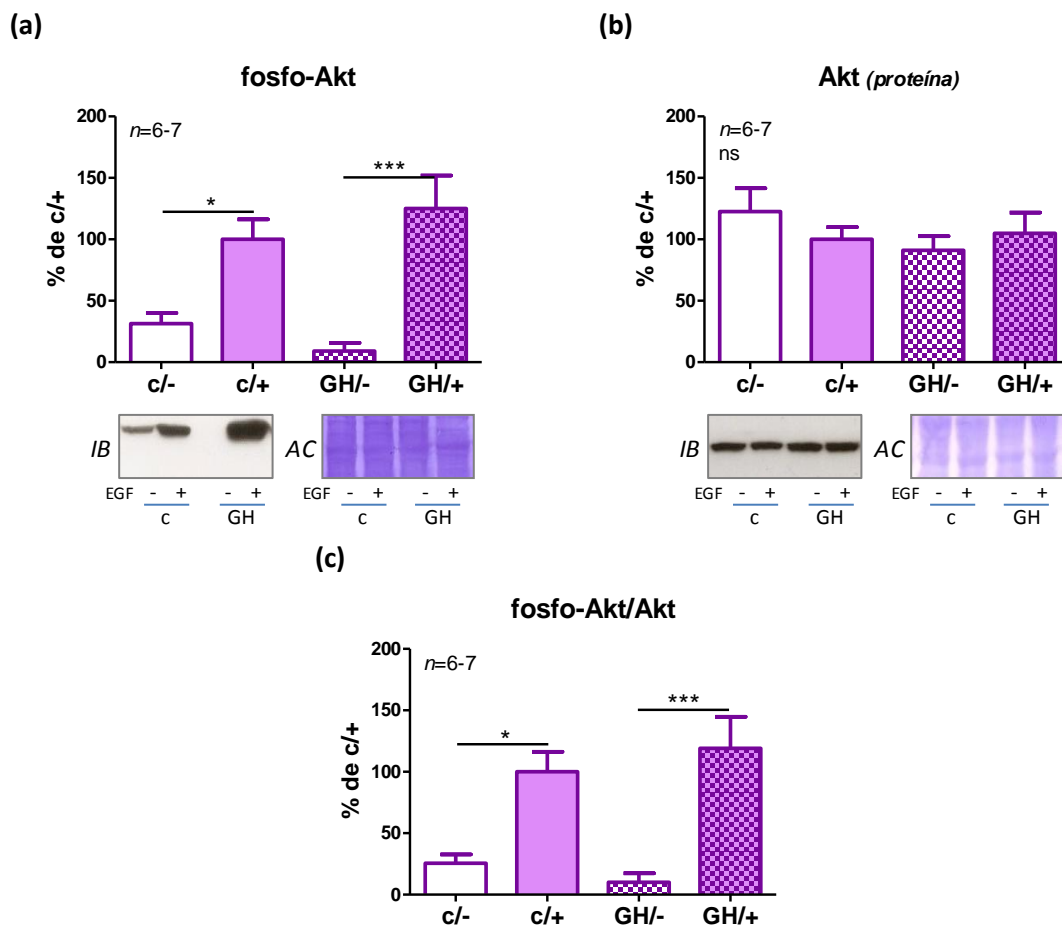 (a)
fosfo-Akt
% de c/+
200
150
100
50
0
n=6-7
*
***
c/- c/+ GH/- GH/+
IB
AC
EGF - + - +
c GH
- + - +
c GH
(b)
Akt (proteína)
% de c/+
200
150
100
50
0
n=6-7
ns
c/- c/+ GH/- GH/+
IB
AC
EGF - + - +
c GH
- + - +
c GH
(c)
fosfo-Akt/Akt
% de c/+
200
150
100
50
0
n=6-7
*
***
c/- c/+ GH/- GH/+